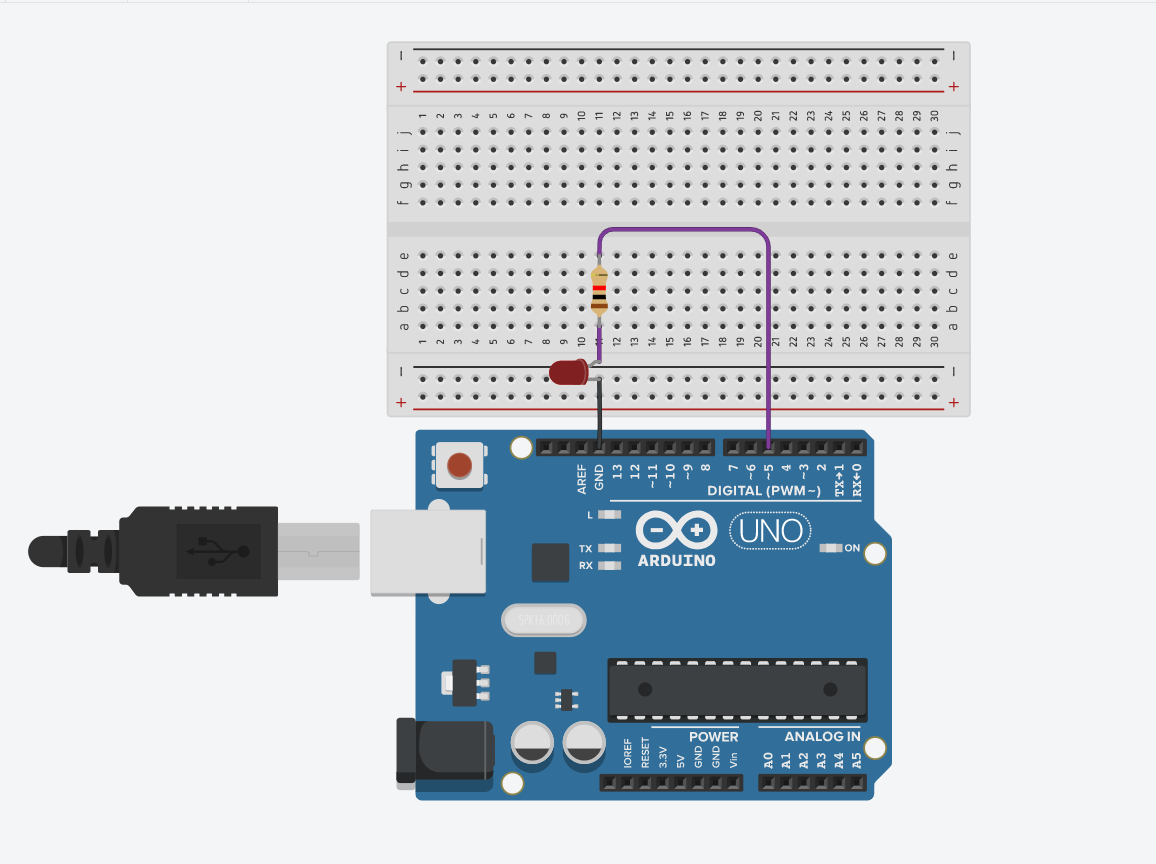 − −
+ +
1 2 3 4 5 6 7 8 9 10 11 12 13 14 15 16 17 18 19 20 21 22 23 24 25 26 27 28 29 30
j j
i i
h h
g g
f f
e e
d d
c c
b b
a a
1 2 3 4 5 6 7 8 9 10 11 12 13 14 15 16 17 18 19 20 21 22 23 24 25 26 27 28 29 30
− −
+ +
AREF GND 13 12 ~11 ~10 ~9 8 7 ~6 ~5 4 ~3 2 TX→1 RX←0
DIGITAL (PWM~)
L
UNO
TX
RX
ON
ARDUINO
POWER ANALOG IN
IOREF RESET 3.3V 5V GND GND Vin A0 A1 A2 A3 A4 A5